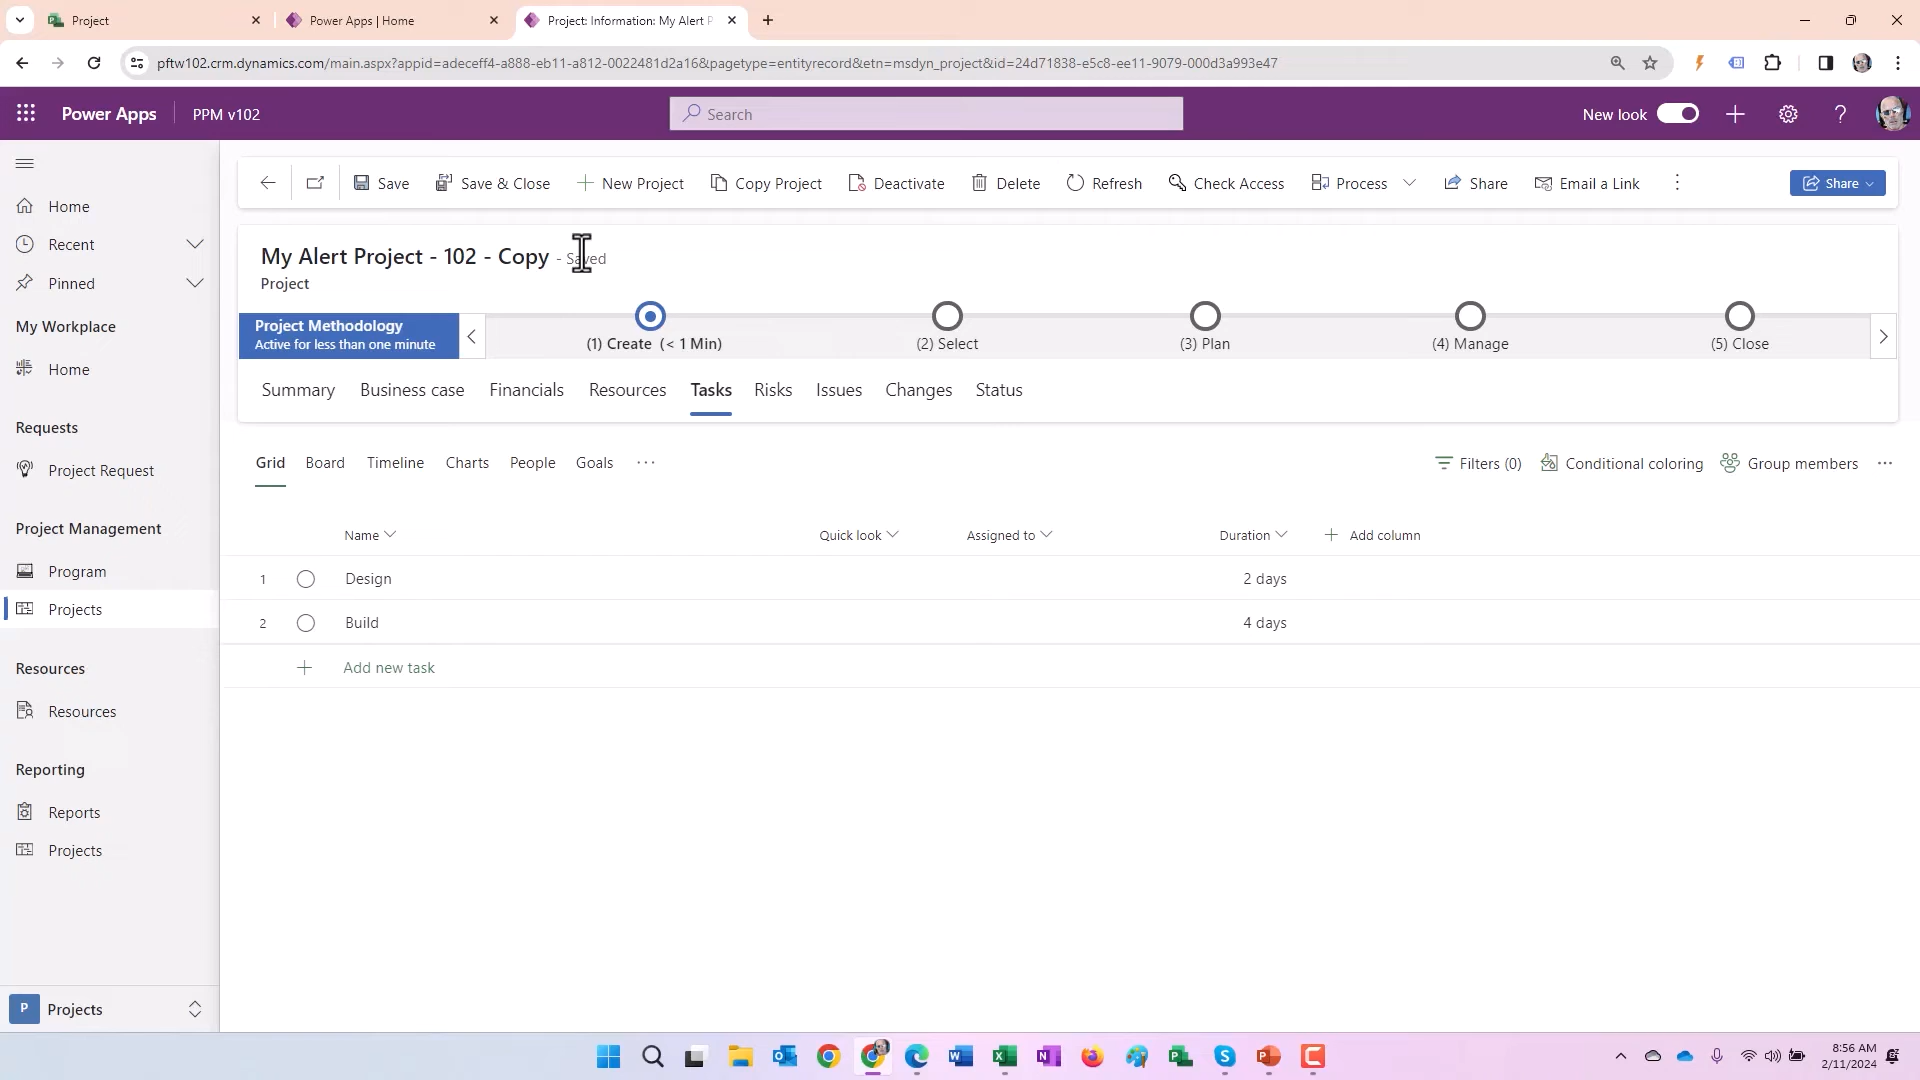 Project
Power Apps | Home
Project: Information: My Alert P
pftw102.crm.dynamics.com/main.aspx?appid=adeceff4-a888-eb11-a812-0022481d2a16&pagetype=entityrecord&etn=msdyn_project&id=24d71838-e5c8-ee11-9079-000d3a993e47
Power Apps
PPM v102
Search
New look
Save
Save & Close
New Project
Copy Project
Deactivate
Delete
Refresh
Check Access
Process
Share
Email a Link
Share
Home
Recent
Pinned
My Workplace
Home
Requests
Project Request
Project Management
Program
Projects
Resources
Resources
Reporting
Reports
Projects
P Projects
My Alert Project - 102 - Copy - Saved
Project
Project Methodology
Active for less than one minute
(1) Create (< 1 Min)
(2) Select
(3) Plan
(4) Manage
(5) Close
Summary
Business case
Financials
Resources
Tasks
Risks
Issues
Changes
Status
Grid
Board
Timeline
Charts
People
Goals
Filters (0)
Conditional coloring
Group members
Name
Quick look
Assigned to
Duration
Add column
1 Design 2 days
2 Build 4 days
Add new task
8:56 AM
2/11/2024